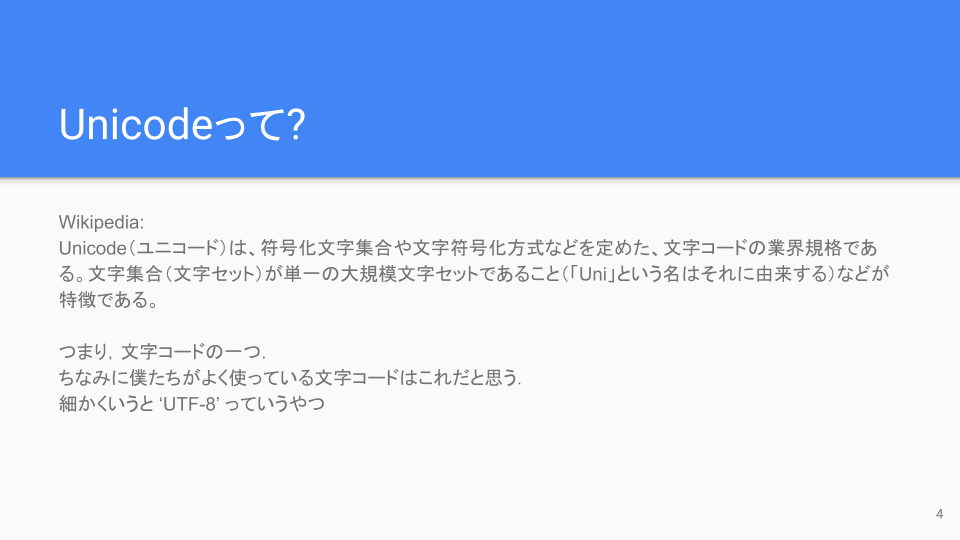 Unicodeって?
Wikipedia:
Unicode（ユニコード）は、符号化文字集合や文字符号化方式などを定めた、文字コードの業界規格であ
る。文字集合（文字セット）が単一の大規模文字セットであること（「Uni」という名はそれに由来する）などが
特徴である。
つまり, 文字コードの一つ.
ちなみに僕たちがよく使っている文字コードはこれだと思う.
細かくいうと ‘UTF-8’ っていうやつ
4